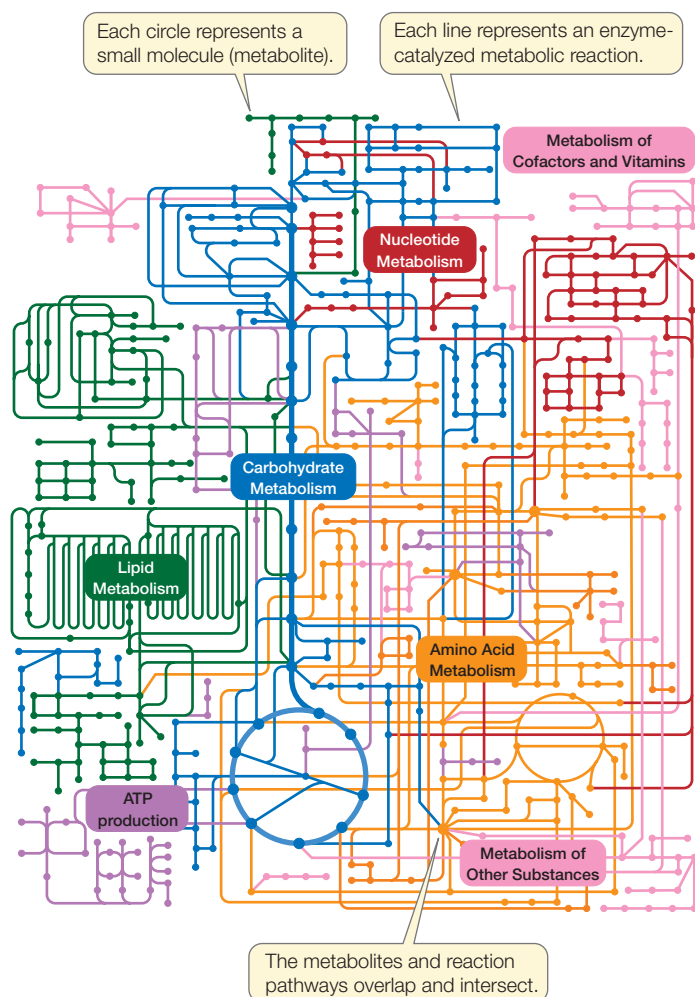 Each circle represents a
small molecule (metabolite).
Each line represents an enzyme-
catalyzed metabolic reaction.
Metabolism of
Cofactors and Vitamins
Nucleotide
Metabolism
Carbohydrate
Metabolism
Lipid
Metabolism
Amino Acid
Metabolism
ATP
production
Metabolism of
Other Substances
The metabolites and reaction
pathways overlap and intersect.